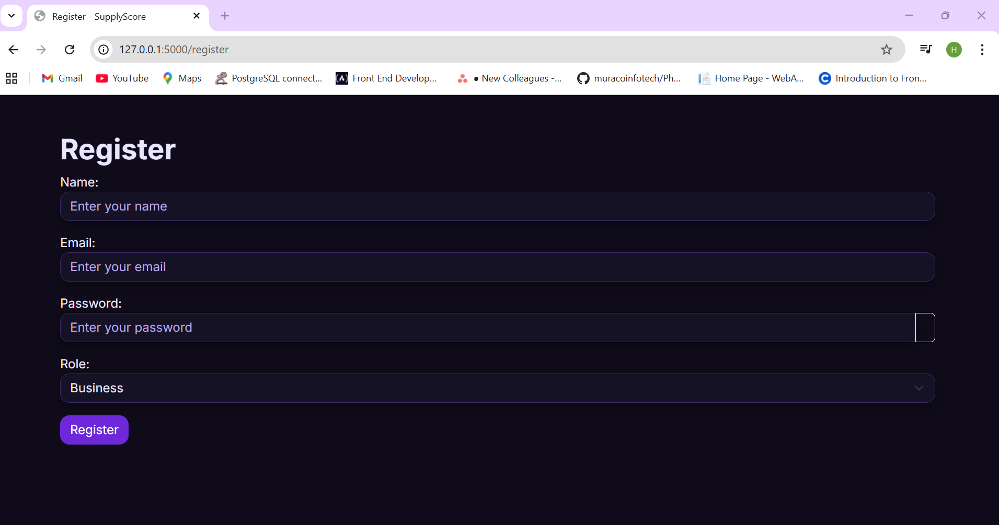 Register - SupplyScore
127.0.0.1:5000/register
H
Gmail
YouTube
Maps
PostgreSQL connect...
Front End Develop...
● New Colleagues -...
muracoinfotech/Ph...
Home Page - WebA...
Introduction to Fron...
Register
Name:
Enter your name
Email:
Enter your email
Password:
Enter your password
Role:
Business
Register